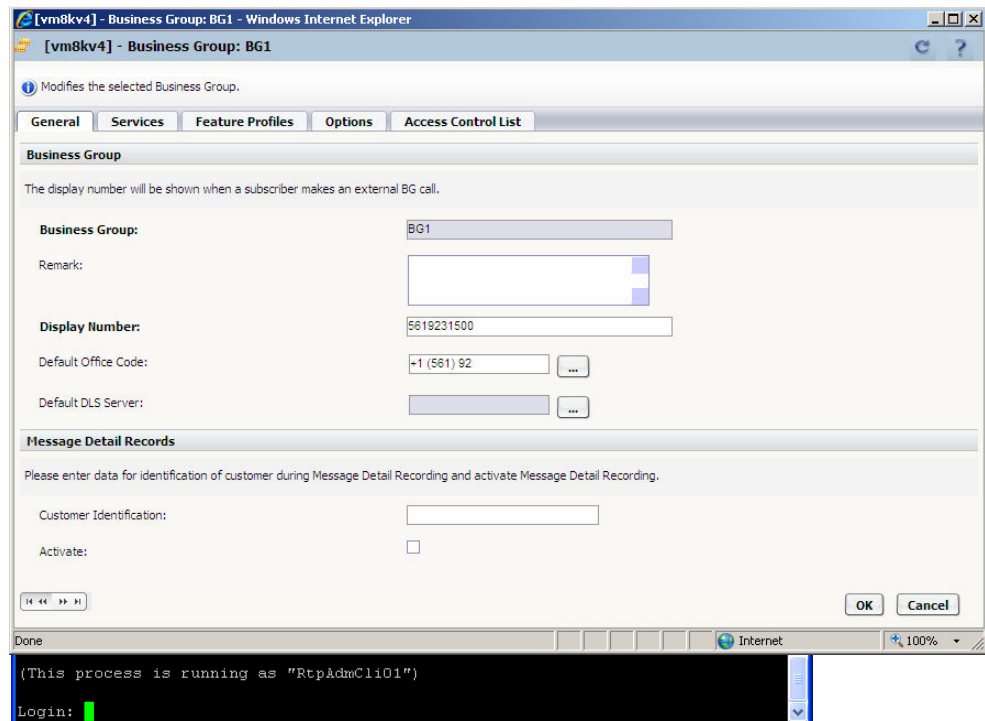 [vm8kv4] - Business Group: BG1 - Windows Internet Explorer
[vm8kv4] - Business Group: BG1
Modifies the selected Business Group.
General Services Feature Profiles Options Access Control List
Business Group
The display number will be shown when a subscriber makes an external BG call.
Business Group: BG1
Remark:
Display Number: 5619231500
Default Office Code: +1 (561) 92 ...
Default DLS Server: ...
Message Detail Records
Please enter data for identification of customer during Message Detail Recording and activate Message Detail Recording.
Customer Identification:
Activate:
OK Cancel
Done Internet 100%
(This process is running as "RtpAdmCli01")
Login: